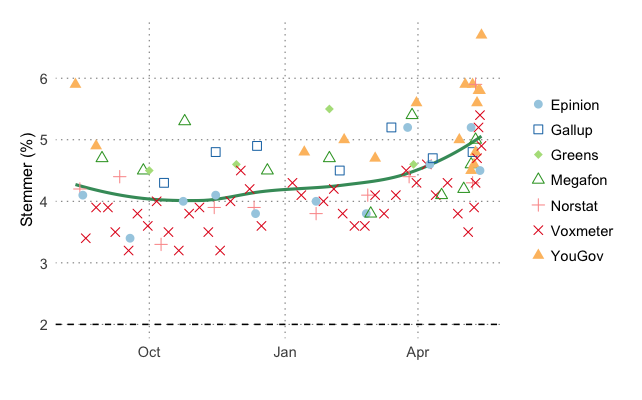 Stemmer (%)
6
5
4
3
2
Oct
Jan
Apr
Epinion
Gallup
Greens
Megafon
Norstat
Voxmeter
YouGov